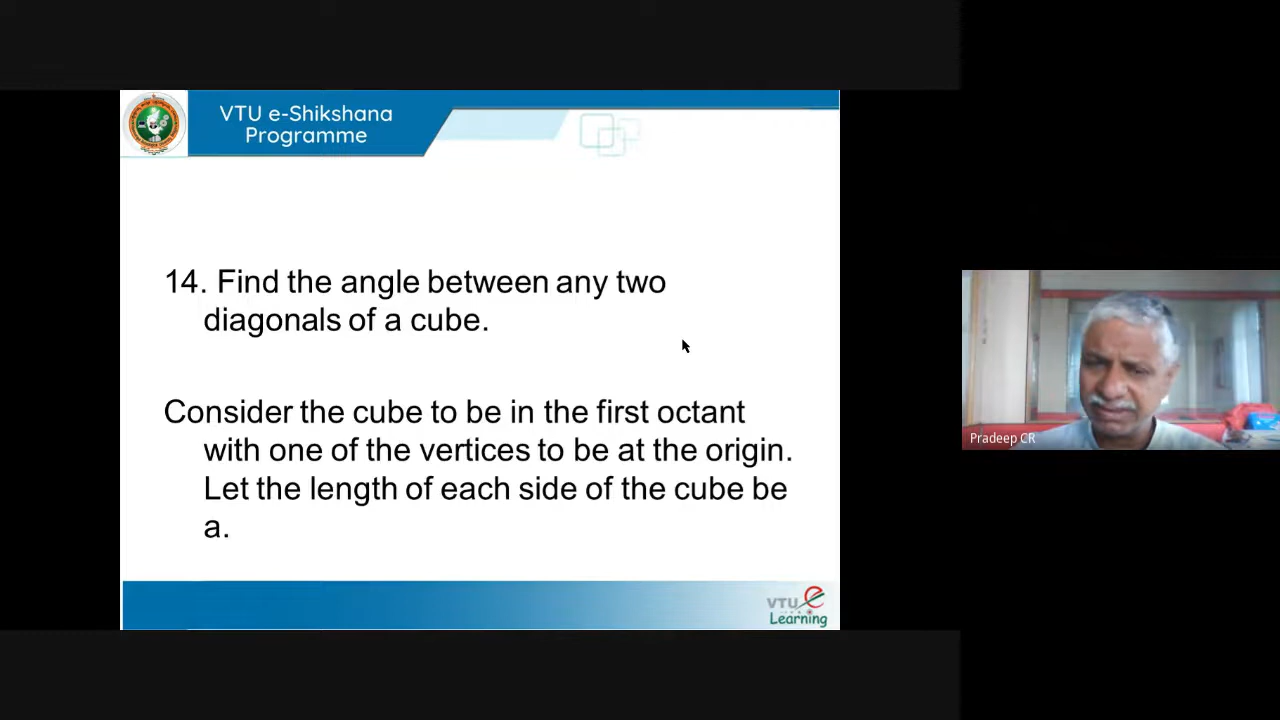 VTU e-Shikshana
Programme
14. Find the angle between any two
diagonals of a cube.
Consider the cube to be in the first octant
with one of the vertices to be at the origin.
Let the length of each side of the cube be
a.
Pradeep CR
VTU e
Learning